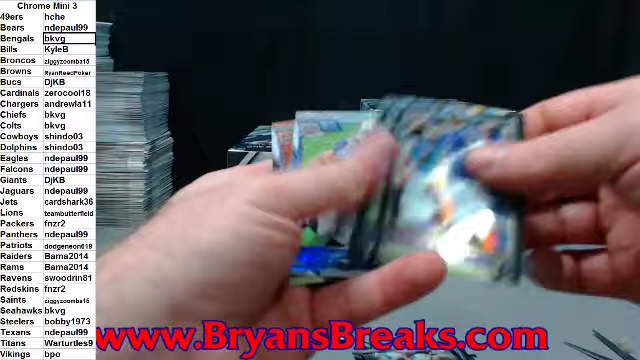 Chrome Mini 3
49ers hche
Bears ndepaul99
Bengals bkvg
Bills KyleB
Broncos ziggyzoomba15
Browns RyanReedPoker
Bucs DjKB
Cardinals zerocool18
Chargers andrewla11
Chiefs bkvg
Colts bkvg
Cowboys shindo03
Dolphins shindo03
Eagles ndepaul99
Falcons ndepaul99
Giants DjKB
Jaguars ndepaul99
Jets cardshark36
Lions teambutterfield
Packers fnzr2
Panthers ndepaul99
Patriots dodgeneon619
Raiders Bama2014
Rams Bama2014
Ravens swoodrin81
Redskins fnzr2
Saints ziggyzoomba15
Seahawks bkvg
Steelers bobby1973
Texans ndepaul99
Titans Warturtles9
Vikings bpo
www.BryansBreaks.com